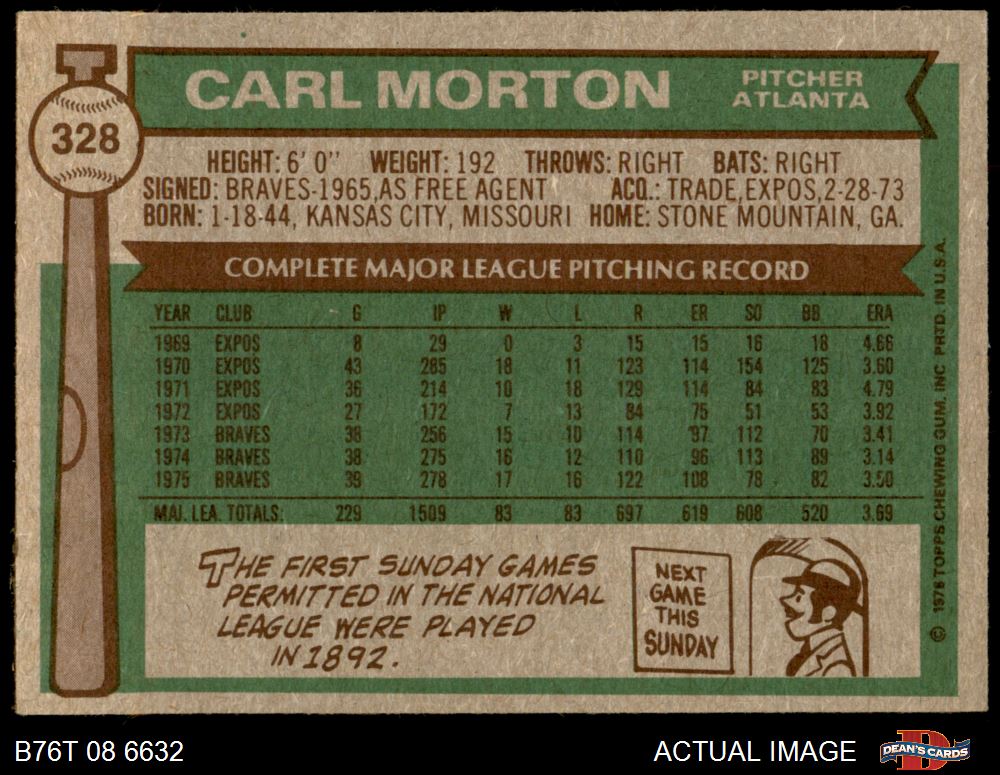 328
CARL MORTON
PITCHER
ATLANTA
HEIGHT: 6' 0" WEIGHT: 192 THROWS: RIGHT BATS: RIGHT
SIGNED: BRAVES-1965, AS FREE AGENT ACQ.: TRADE, EXPOS, 2-28-73
BORN: 1-18-44, KANSAS CITY, MISSOURI HOME: STONE MOUNTAIN, GA.
COMPLETE MAJOR LEAGUE PITCHING RECORD
YEAR CLUB G IP W L R ER SO BB ERA
1969 EXPOS 8 29 0 3 15 15 16 18 4.66
1970 EXPOS 43 285 18 11 123 114 154 125 3.60
1971 EXPOS 36 214 10 18 129 114 84 83 4.79
1972 EXPOS 27 172 7 13 84 75 51 53 3.92
1973 BRAVES 38 256 15 10 114 97 112 70 3.41
1974 BRAVES 38 275 16 12 110 96 113 89 3.14
1975 BRAVES 39 278 17 16 122 108 78 82 3.50
MAJ. LEA. TOTALS: 229 1509 83 83 697 619 608 520 3.69
THE FIRST SUNDAY GAMES
PERMITTED IN THE NATIONAL
LEAGUE WERE PLAYED
IN 1892.
NEXT
GAME
THIS
SUNDAY
© 1976 TOPPS CHEWING GUM, INC PRTD. IN U.S.A.
B76T 08 6632
ACTUAL IMAGE
DEAN'S CARDS